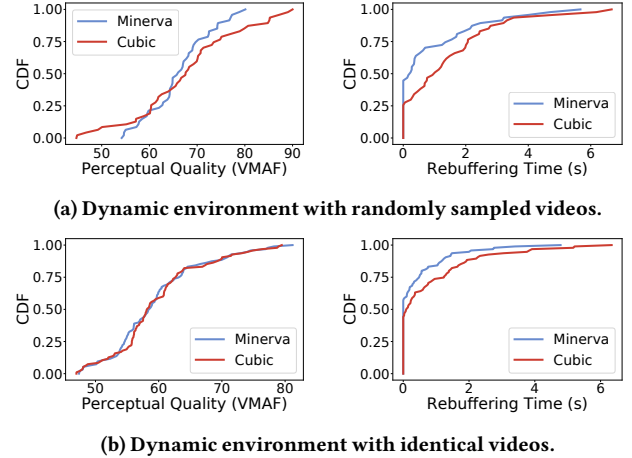 1.00
0.75
0.50
0.25
0.00
CDF
Minerva
Cubic
50 60 70 80 90
Perceptual Quality (VMAF)
1.00
0.75
0.50
0.25
0.00
CDF
Minerva
Cubic
0 2 4 6
Rebuffering Time (s)
(a) Dynamic environment with randomly sampled videos.
1.00
0.75
0.50
0.25
0.00
CDF
Minerva
Cubic
50 60 70 80
Perceptual Quality (VMAF)
1.00
0.75
0.50
0.25
0.00
CDF
Minerva
Cubic
0 2 4 6
Rebuffering Time (s)
(b) Dynamic environment with identical videos.